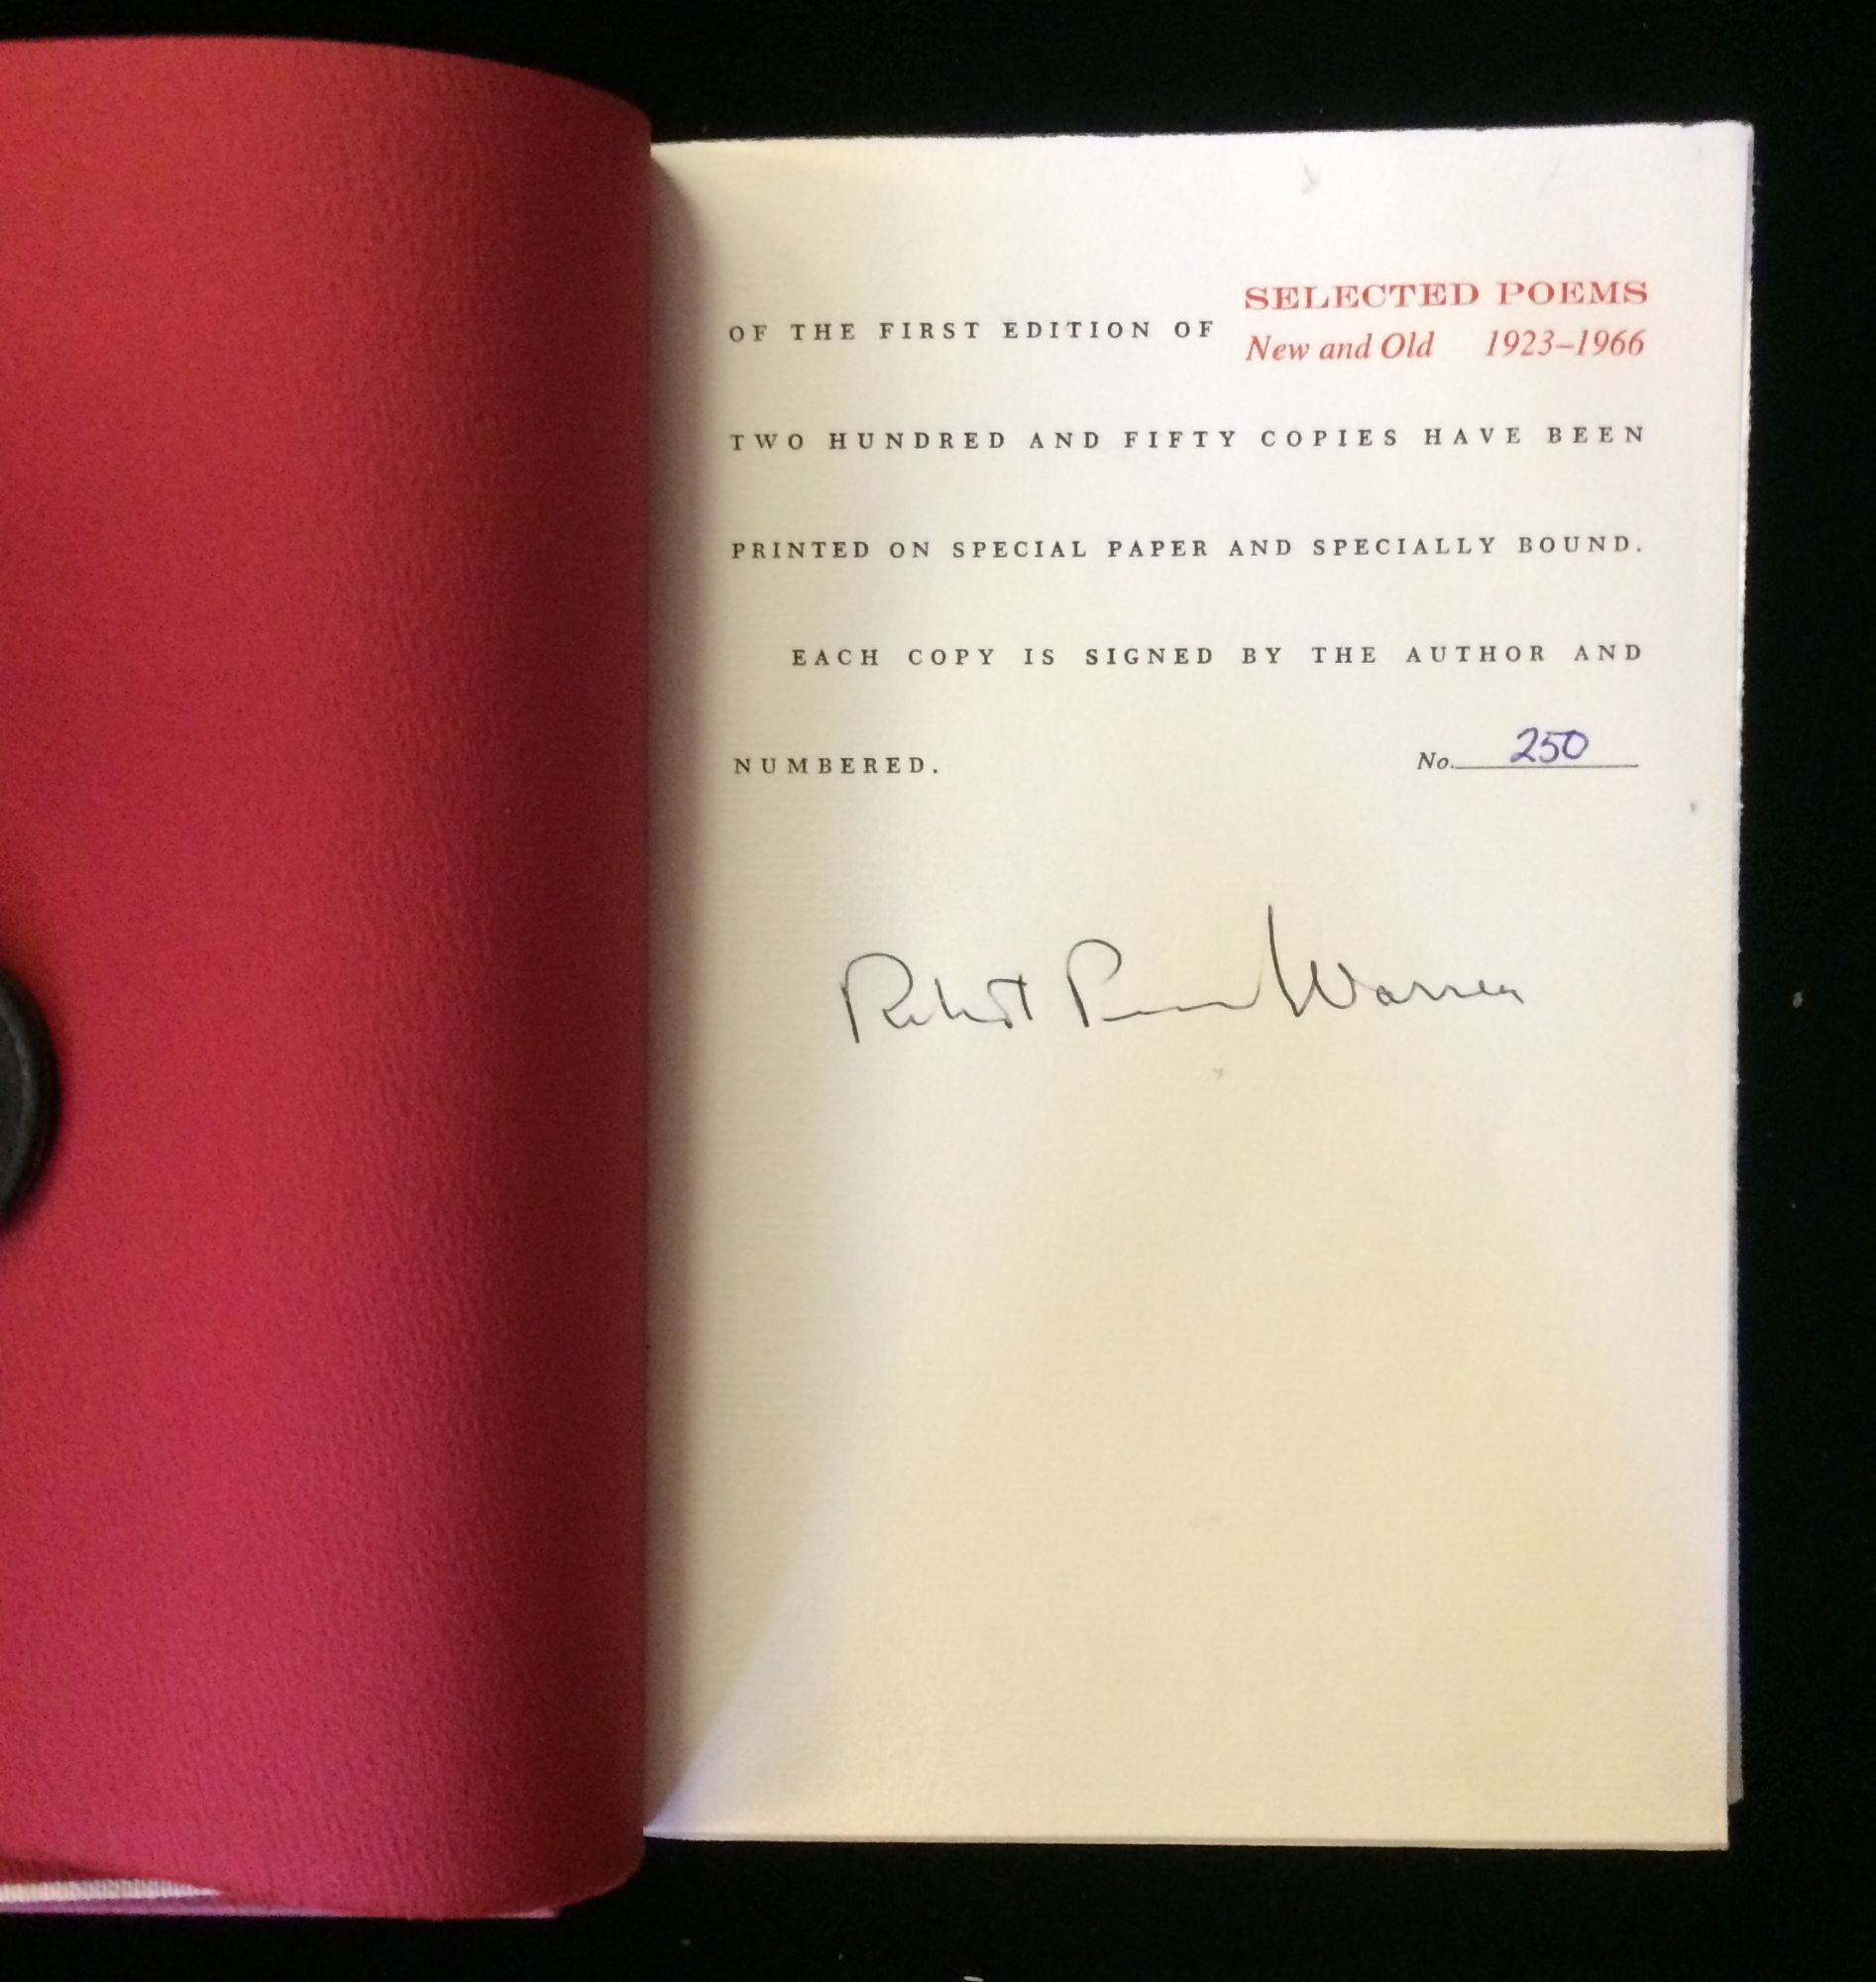 OF THE FIRST EDITION OF SELECTED POEMS
New and Old 1923–1966
TWO HUNDRED AND FIFTY COPIES HAVE BEEN
PRINTED ON SPECIAL PAPER AND SPECIALLY BOUND.
EACH COPY IS SIGNED BY THE AUTHOR AND
NUMBERED. No. 250
Robert Penn Warren